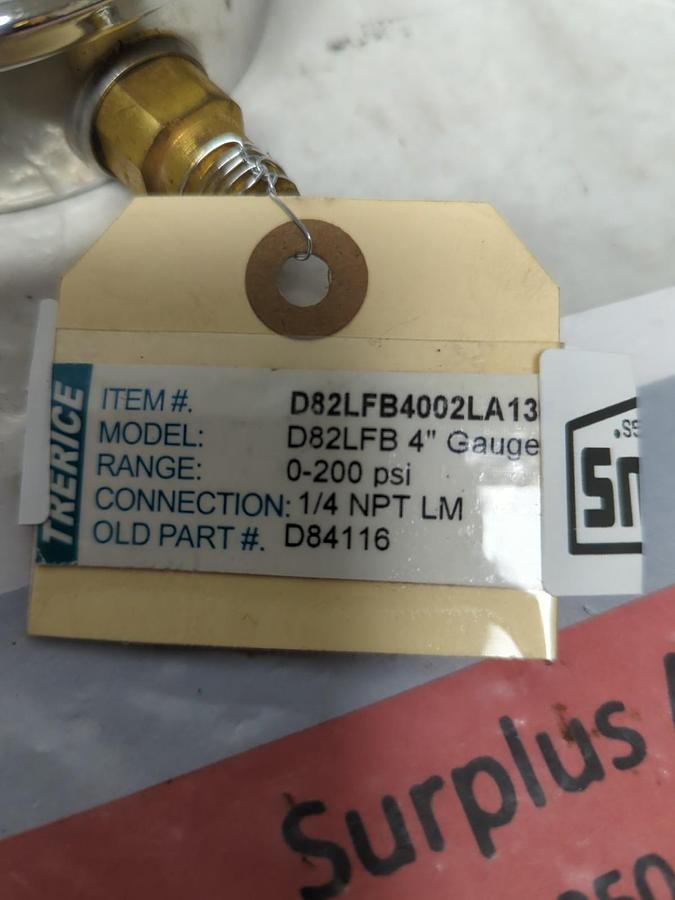 TRERICE
ITEM #. D82LFB4002LA13
MODEL: D82LFB 4" Gauge
RANGE: 0-200 psi
CONNECTION: 1/4 NPT LM
OLD PART #. D84116
Surplus